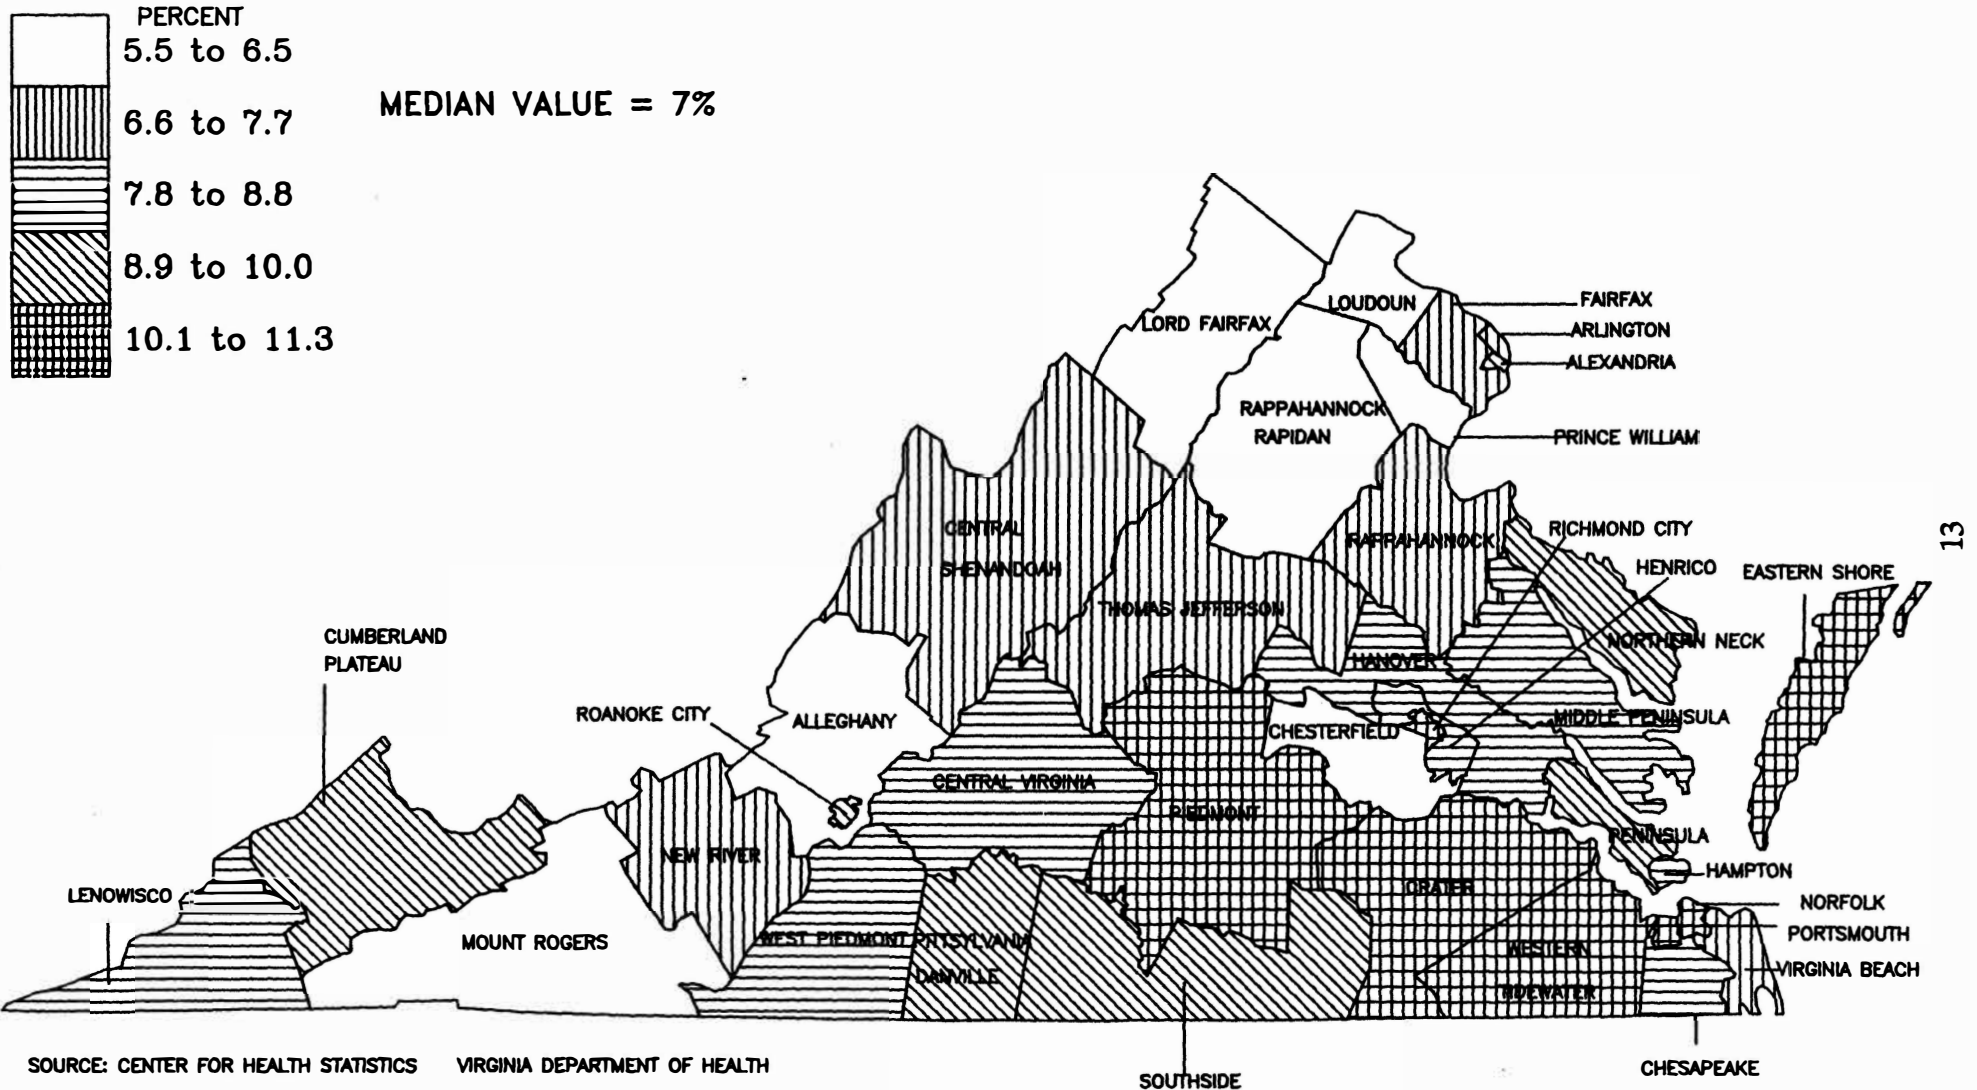 PERCENT
5.5 to 6.5
6.6 to 7.7
7.8 to 8.8
8.9 to 10.0
10.1 to 11.3
MEDIAN VALUE = 7%
LOUDOUN
FAIRFAX
LORD FAIRFAX
ARLINGTON
ALEXANDRIA
RAPPAHANNOCK
RAPIDAN
PRINCE WILLIAM
CENTRAL
SHENANDOAH
RAPPAHANNOCK
RICHMOND CITY
HENRICO
EASTERN SHORE
13
THOMAS JEFFERSON
NORTHERN NECK
CUMBERLAND
PLATEAU
HANOVER
ROANOKE CITY
ALLEGHANY
CHESTERFIELD
MIDDLE PENINSULA
CENTRAL VIRGINIA
PIEDMONT
PENINSULA
NEW RIVER
HAMPTON
LENOWISCO
CRATER
NORFOLK
PORTSMOUTH
MOUNT ROGERS
WEST PIEDMONT
PITTSYLVANIA
DANVILLE
WESTERN
TIDEWATER
VIRGINIA BEACH
SOURCE: CENTER FOR HEALTH STATISTICS VIRGINIA DEPARTMENT OF HEALTH
SOUTHSIDE
CHESAPEAKE